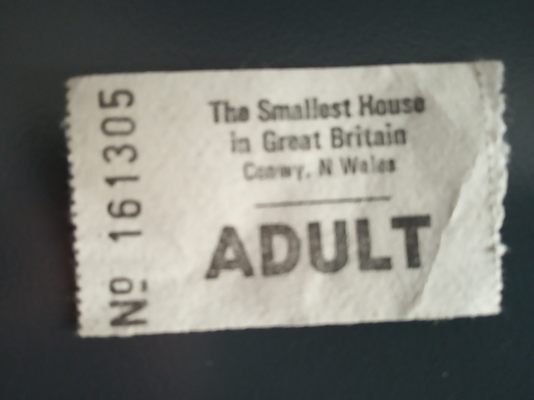 The Smallest House
in Great Britain
Conwy, N Wales
ADULT
Nº 161305